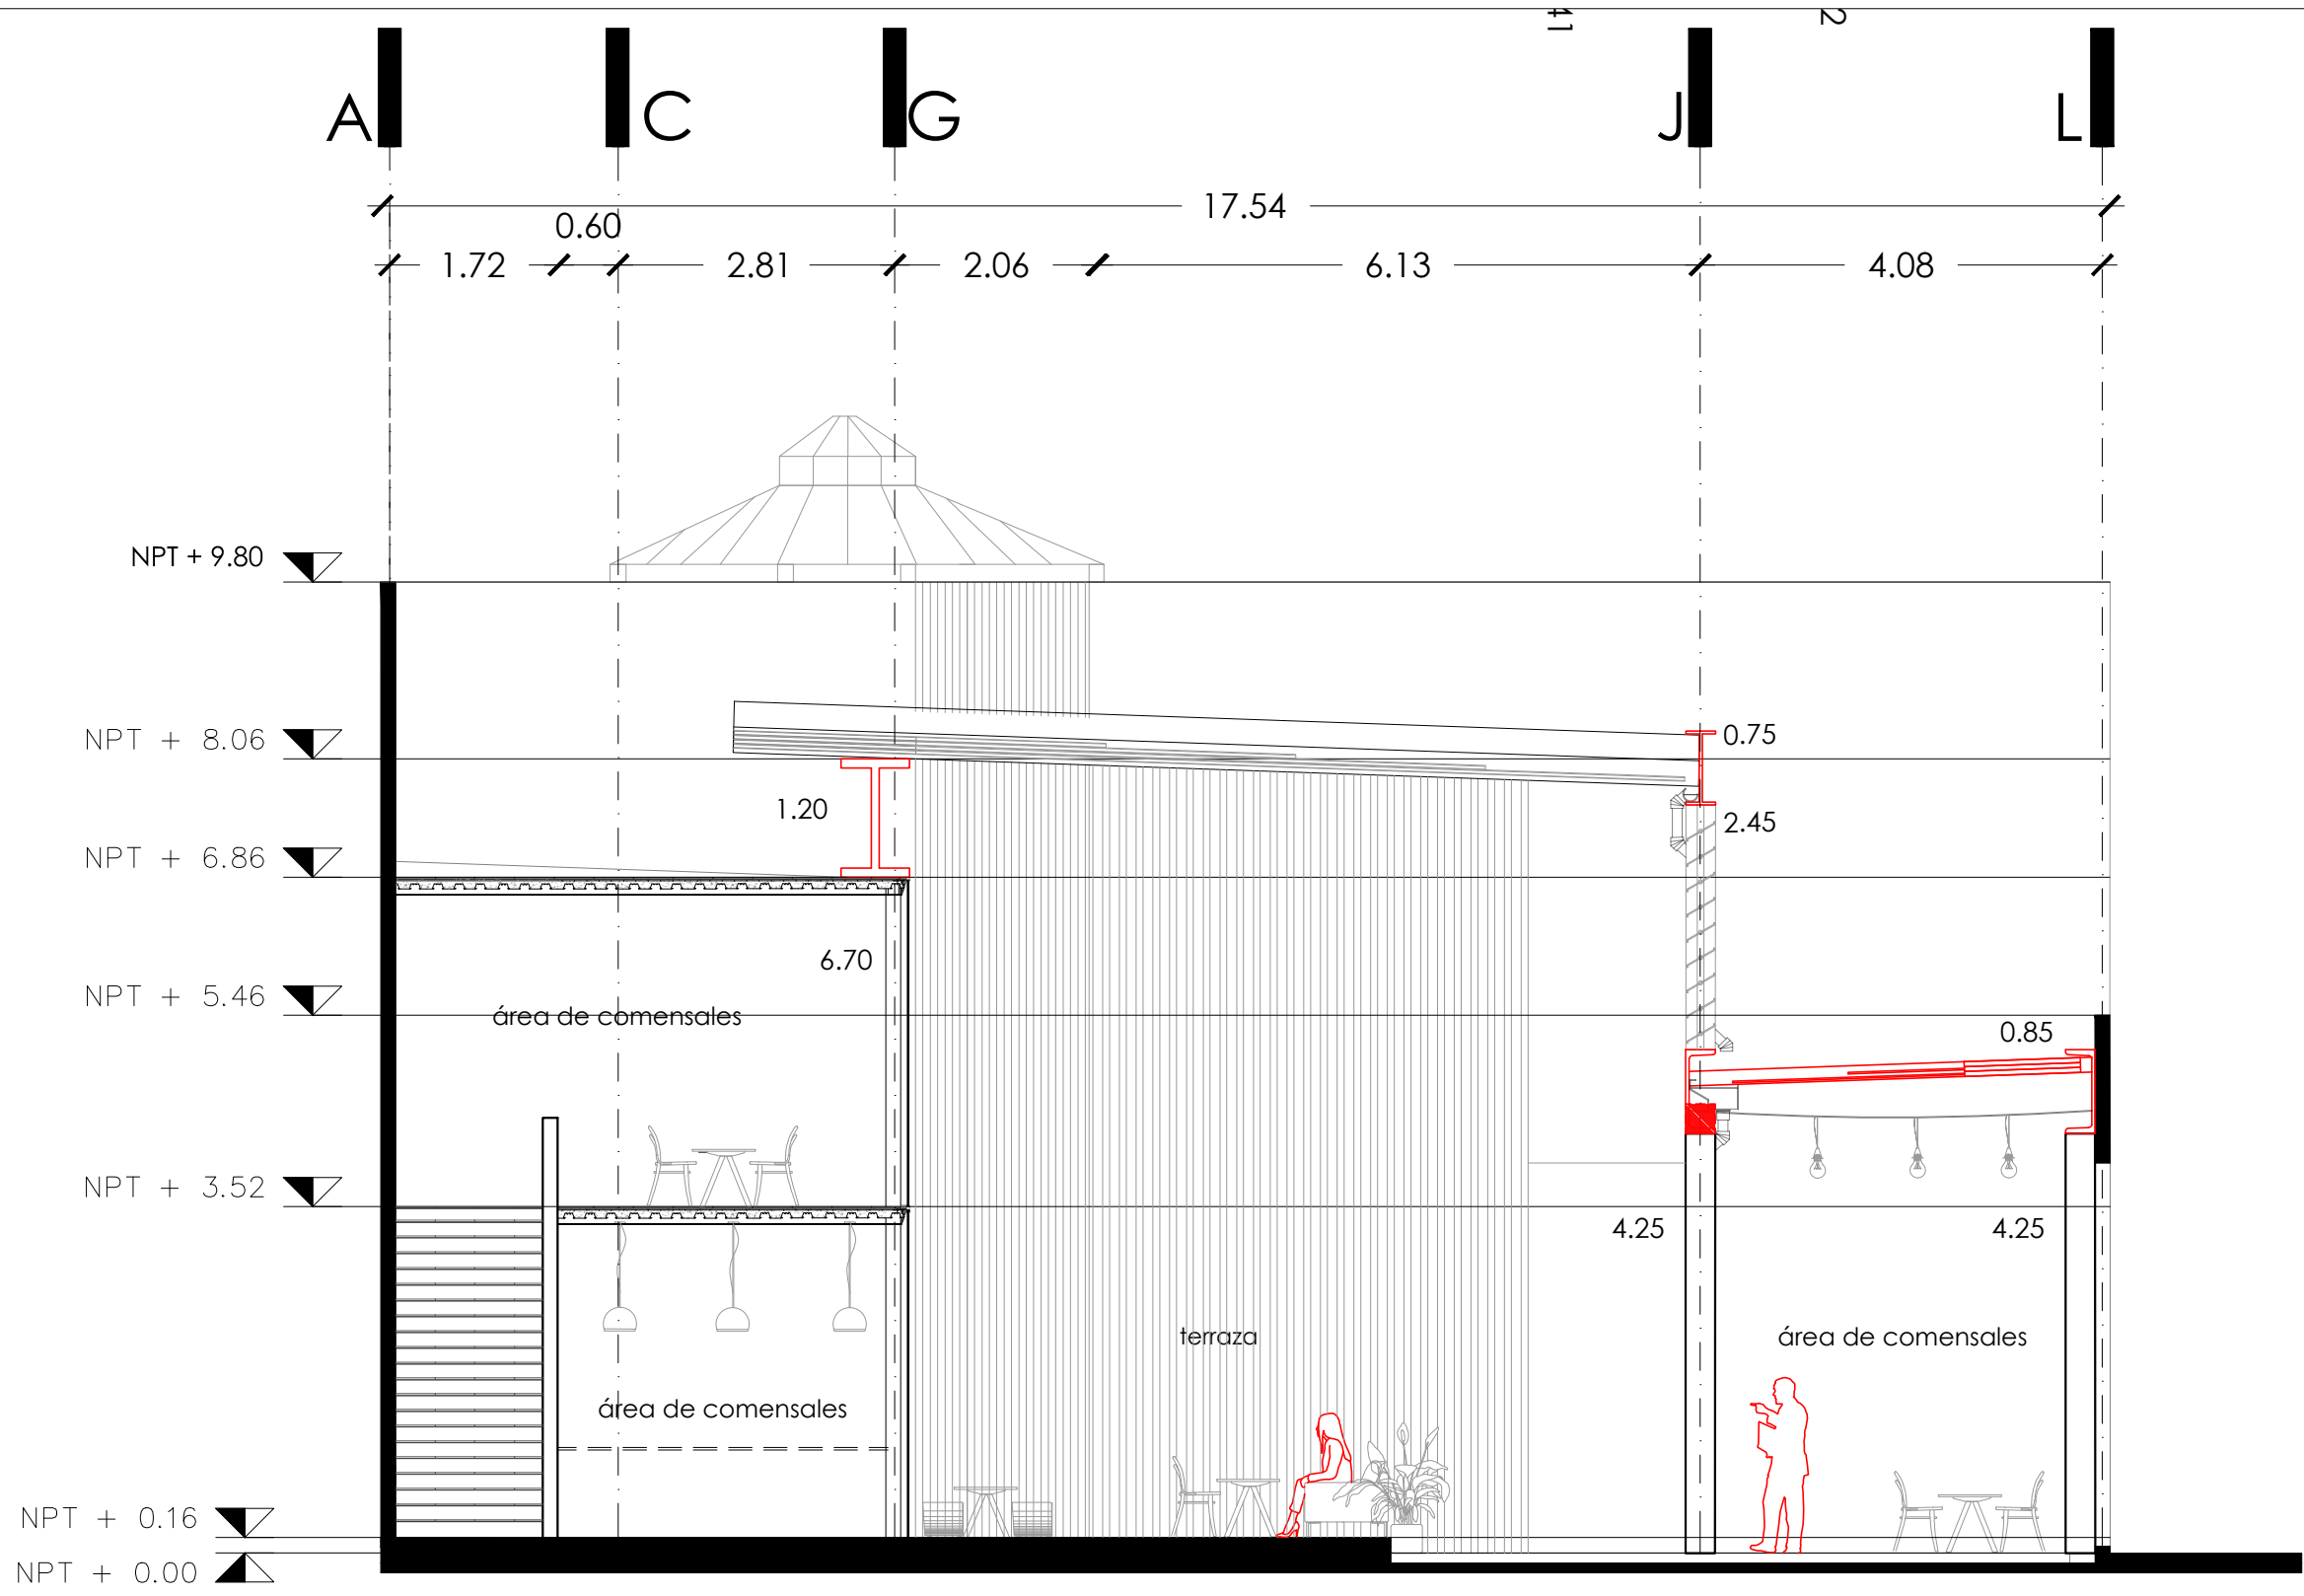 41
2
A
C
G
J
L
17.54
0.60
1.72
2.81
2.06
6.13
4.08
NPT + 9.80
NPT + 8.06
0.75
1.20
2.45
NPT + 6.86
6.70
NPT + 5.46
área de comensales
0.85
NPT + 3.52
4.25
4.25
terraza
área de comensales
área de comensales
NPT + 0.16
NPT + 0.00